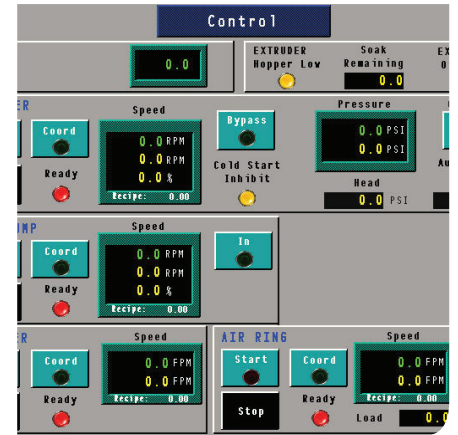 Control
0.0
EXTRUDER
Hopper Low
Soak
Remaining
0.0
EX
0
ER
Coord
Ready
Speed
0.0 RPM
0.0 RPM
0.0 %
Recipe: 0.00
Bypass
Cold Start
Inhibit
Pressure
0.0 PSI
0.0 PSI
Head
0.0 PSI
Au
UMP
Coord
Ready
Speed
0.0 RPM
0.0 RPM
0.0 %
Recipe: 0.00
In
R
Coord
Ready
Speed
0.0 FPM
0.0 FPM
Recipe: 0.00
AIR RING
Start
Stop
Coord
Ready
Speed
0.0 FPM
0.0 FPM
Recipe: 0.00
Load 0.0